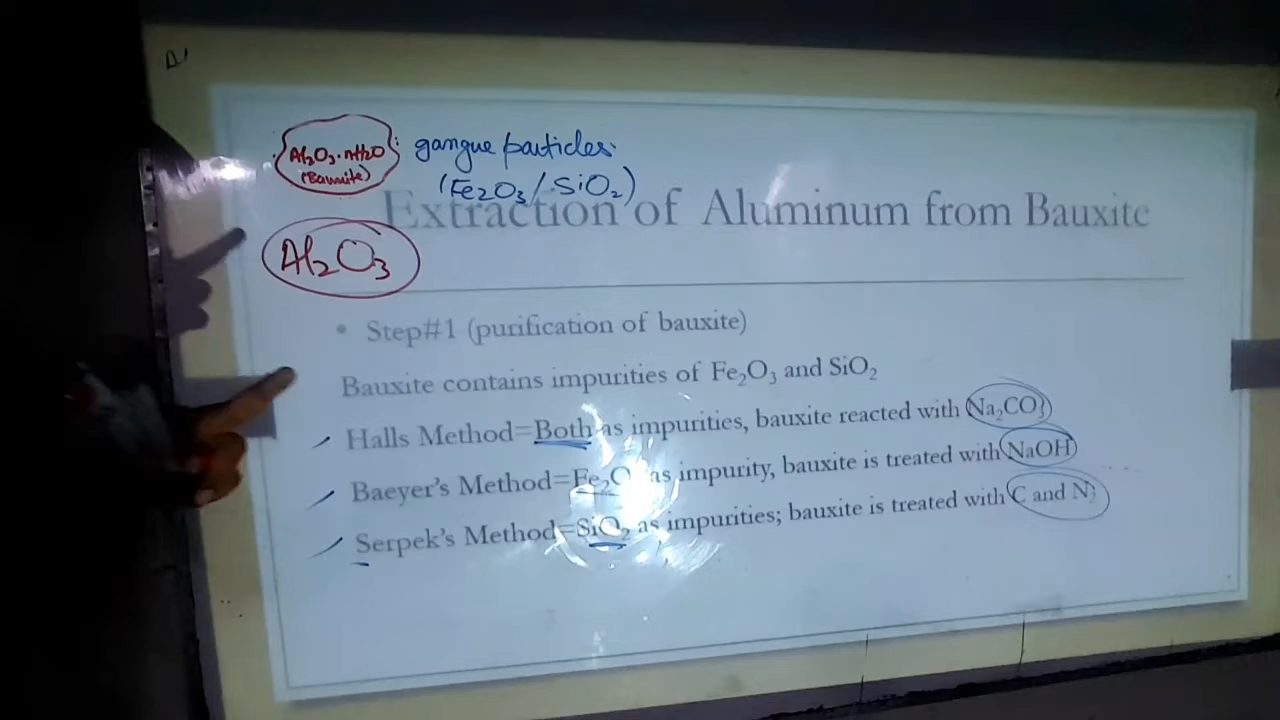 Al2O3.nH2O gangue particles.
(Bauxite) (Fe2O3/SiO2)
Extraction of Aluminum from Bauxite
Al2O3
• Step#1 (purification of bauxite)
Bauxite contains impurities of Fe2O3 and SiO2
Halls Method=Both as impurities, bauxite reacted with Na2CO3
Baeyer's Method=Fe2O as impurity, bauxite is treated with NaOH
Serpek's Method=SiO2 as impurities; bauxite is treated with C and N2